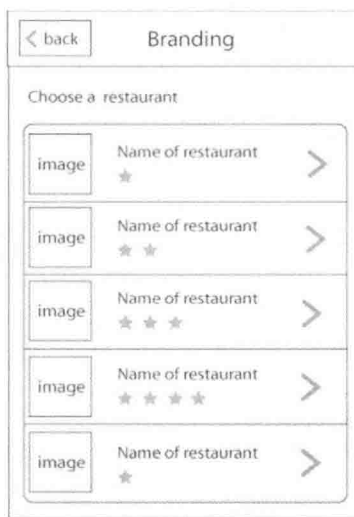 < back
Branding
Choose a restaurant
image
Name of restaurant
image
Name of restaurant
image
Name of restaurant
image
Name of restaurant
image
Name of restaurant